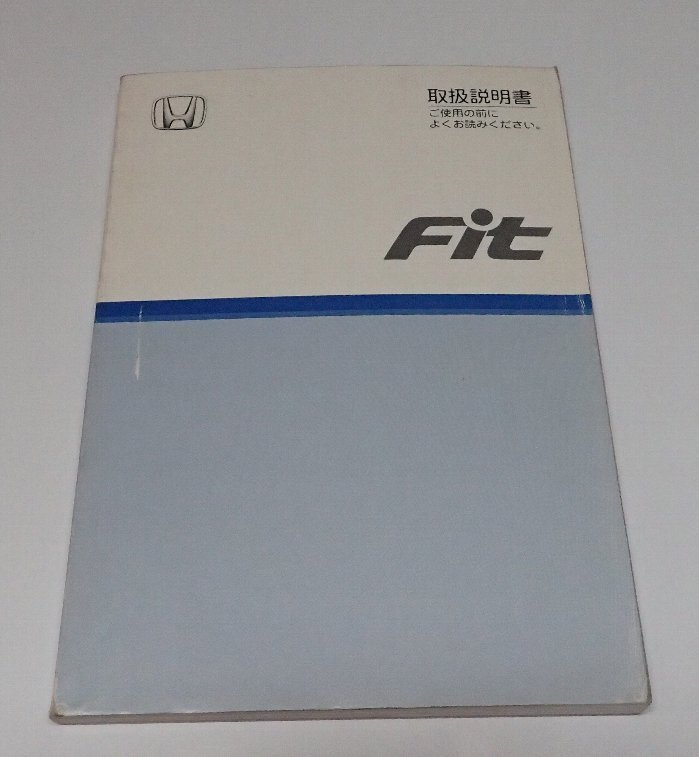 取扱説明書
ご使用の前に
よくお読みください。
Fit